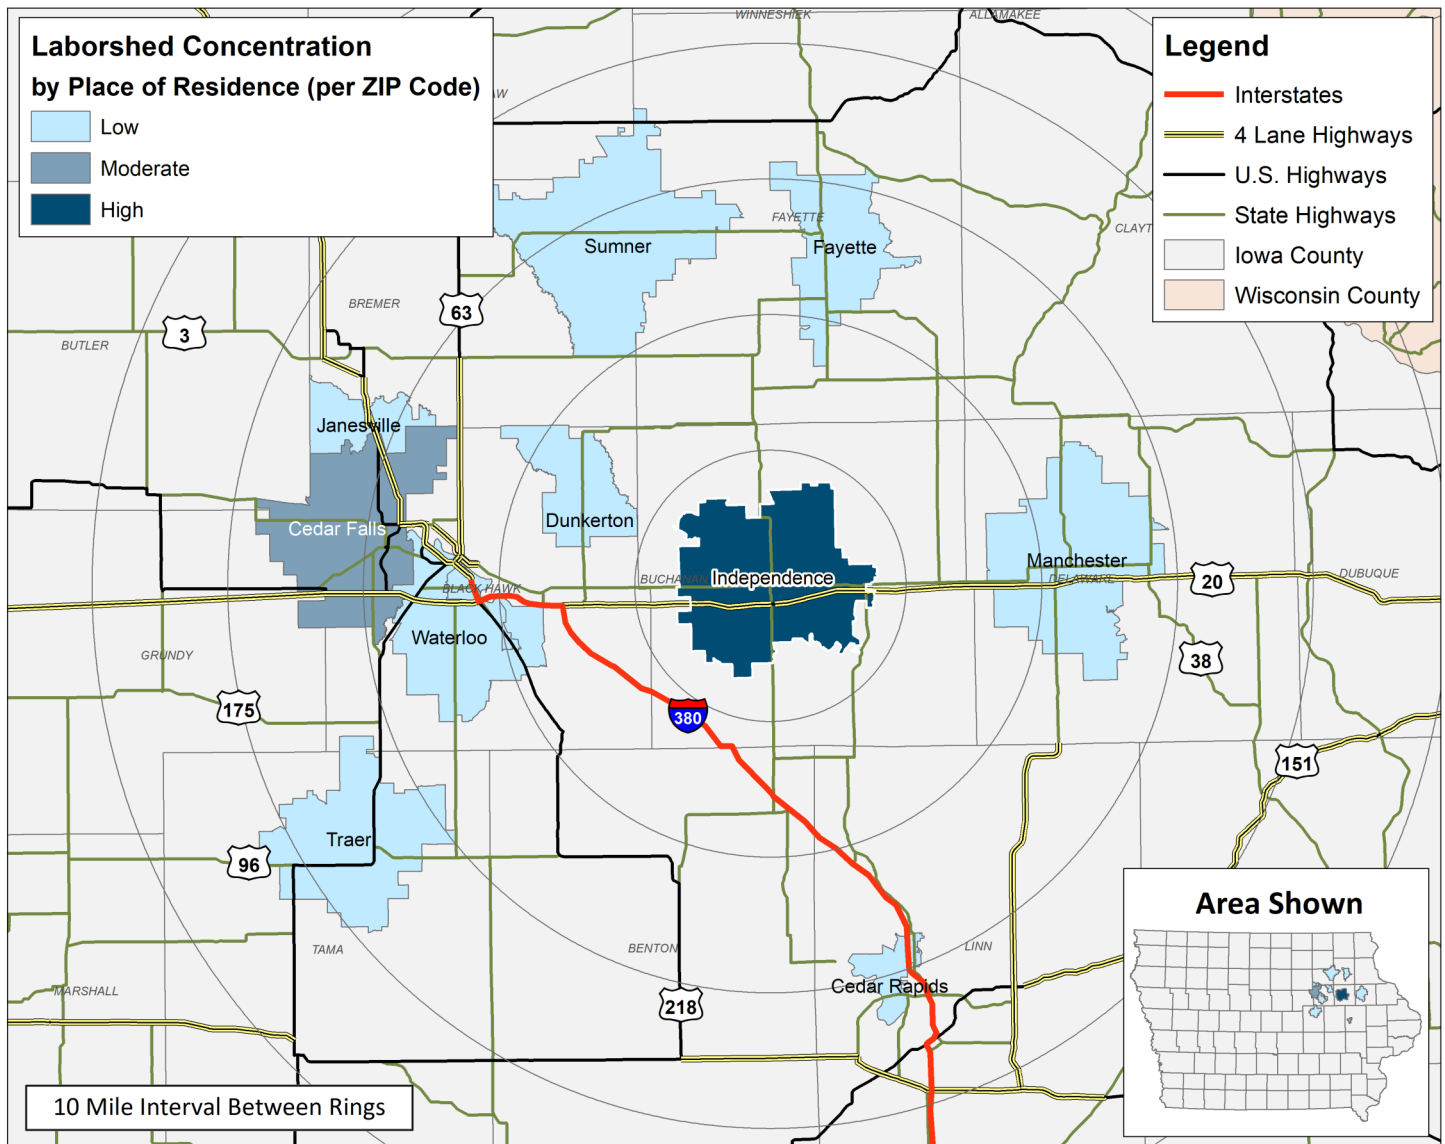 Laborshed Concentration
by Place of Residence (per ZIP Code)
Low
Moderate
High
Legend
Interstates
4 Lane Highways
U.S. Highways
State Highways
Iowa County
Wisconsin County
WINNESHIEK
ALLAMAKEE
AW
FAYETTE
CLAYT
Sumner
Fayette
BREMER
63
3
BUTLER
Janesville
Cedar Falls
Dunkerton
Manchester
BUCHANAN
Independence
DELAWARE
20
DUBUQUE
BLACK HAWK
Waterloo
GRUNDY
38
175
380
151
Traer
96
TAMA
BENTON
LINN
Cedar Rapids
MARSHALL
218
10 Mile Interval Between Rings
Area Shown